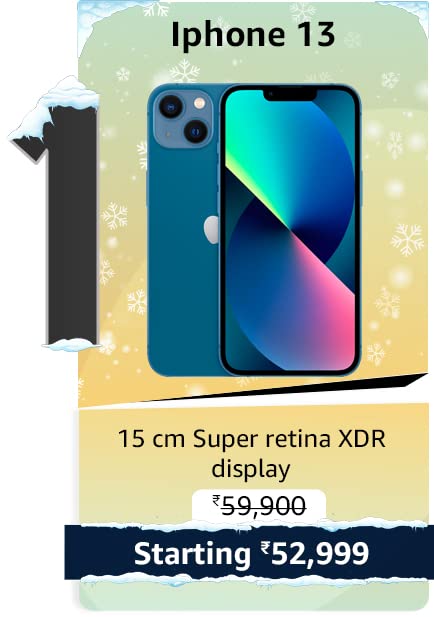 Iphone 13
1
15 cm Super retina XDR
display
₹59,900
Starting ₹52,999